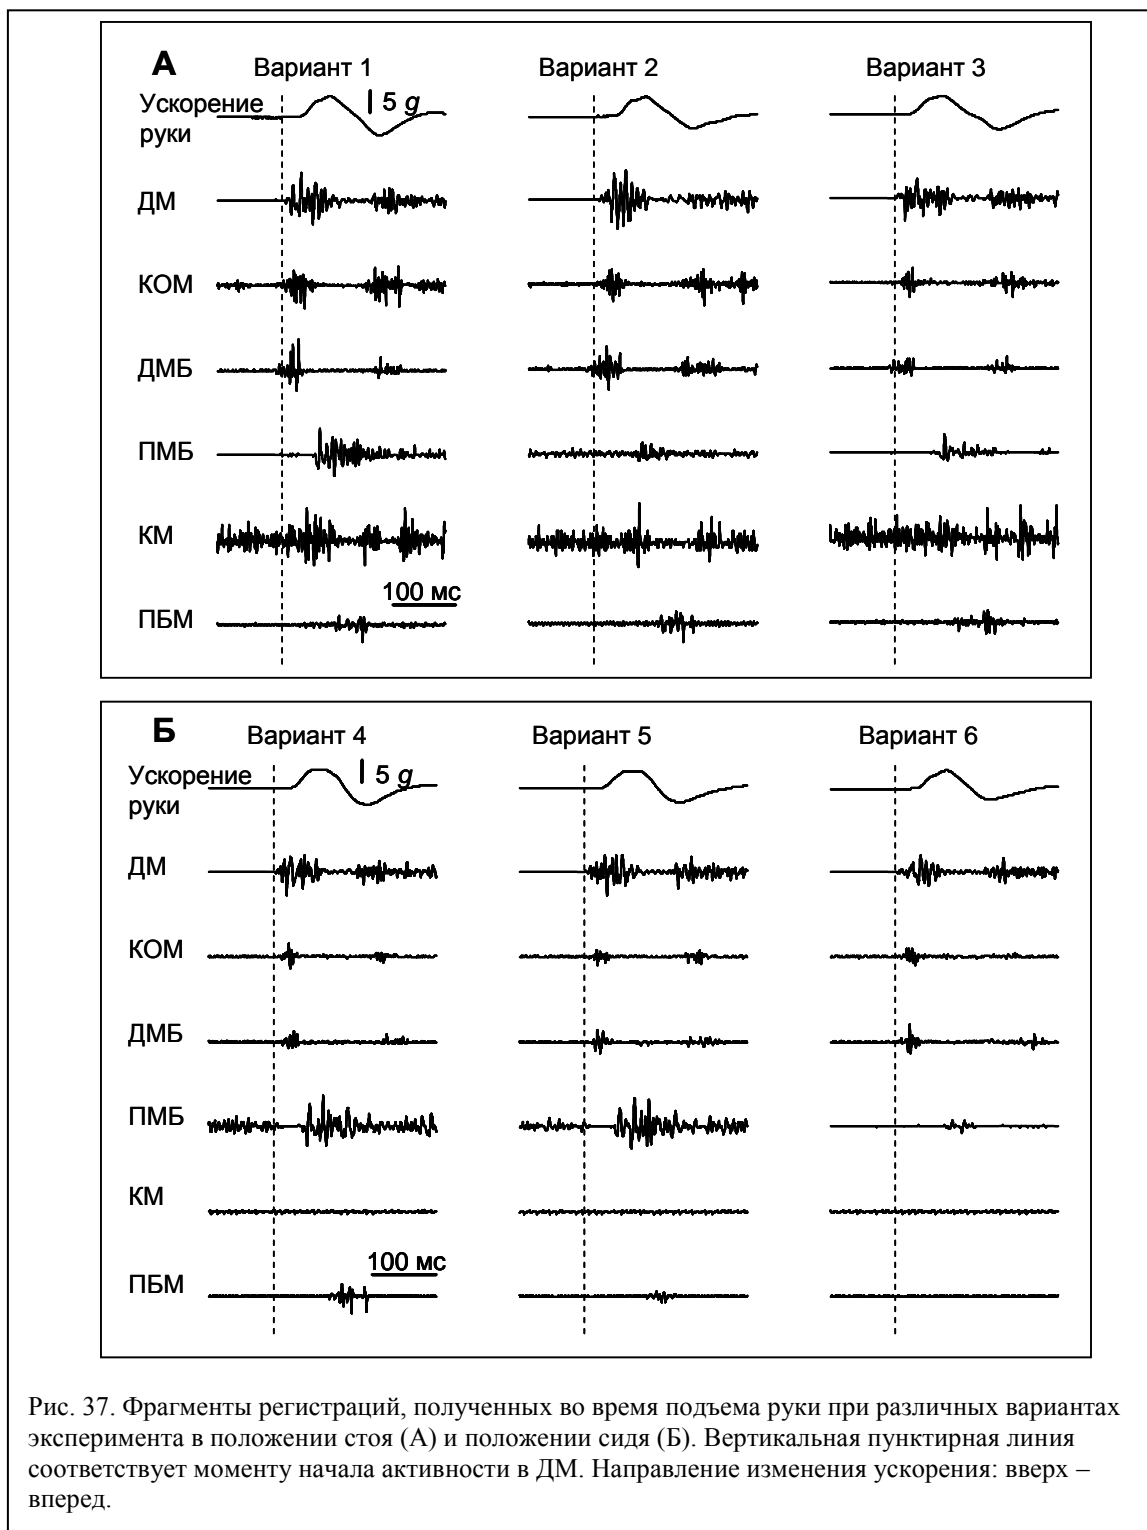 А
Вариант 1 Вариант 2 Вариант 3
Ускорение
руки
5 g
ДМ
КОМ
ДМБ
ПМБ
КМ
100 мс
ПБМ
Б
Вариант 4 Вариант 5 Вариант 6
Ускорение
руки
5 g
ДМ
КОМ
ДМБ
ПМБ
КМ
100 мс
ПБМ
Рис. 37. Фрагменты регистраций, полученных во время подъема руки при различных вариантах
эксперимента в положении стоя (А) и положении сидя (Б). Вертикальная пунктирная линия
соответствует моменту начала активности в ДМ. Направление изменения ускорения: вверх –
вперед.